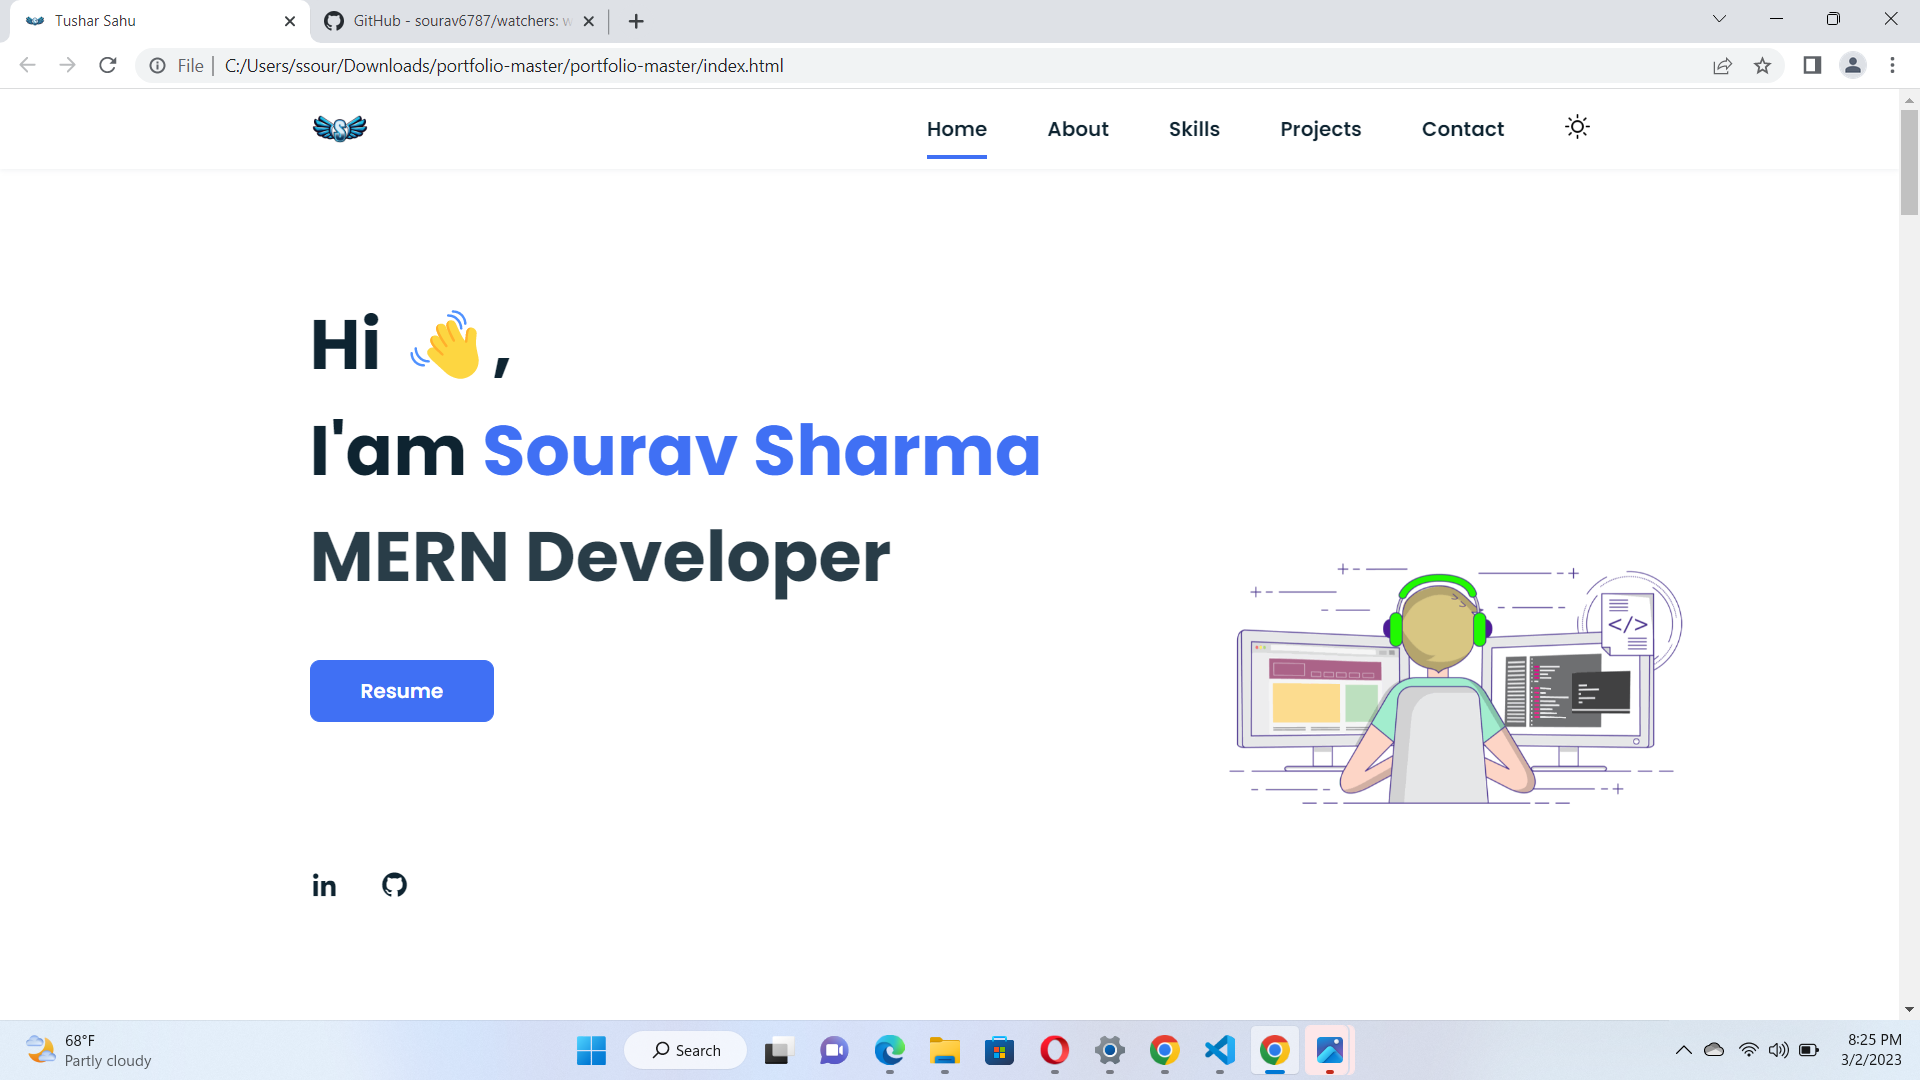 Tushar Sahu
GitHub - sourav6787/watchers: w
File
C:/Users/ssour/Downloads/portfolio-master/portfolio-master/index.html
S
Home About Skills Projects Contact
Hi 👋,
I'am Sourav Sharma
MERN Developer
</>
Resume
in
68°F
Partly cloudy
Search
8:25 PM
3/2/2023